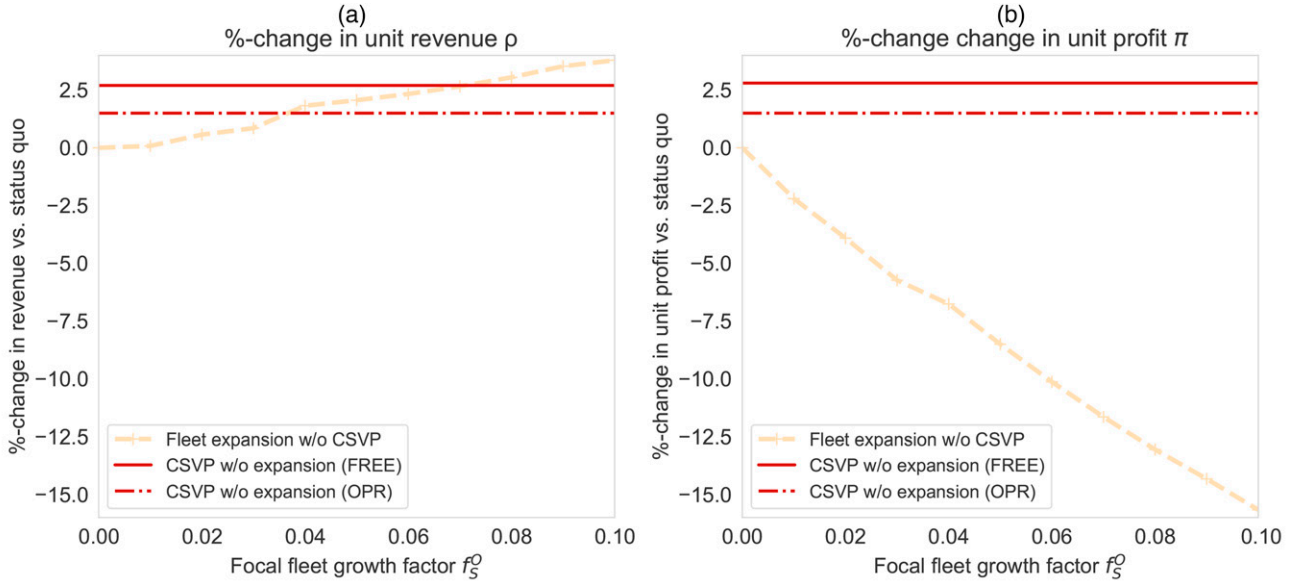 (a)
%-change in unit revenue ρ
%-change in revenue vs. status quo
2.5
0.0
−2.5
−5.0
−7.5
−10.0
−12.5
−15.0
Fleet expansion w/o CSVP
CSVP w/o expansion (FREE)
CSVP w/o expansion (OPR)
0.00 0.02 0.04 0.06 0.08 0.10
Focal fleet growth factor f_S^O
(b)
%-change change in unit profit π
%-change in unit profit vs. status quo
2.5
0.0
−2.5
−5.0
−7.5
−10.0
−12.5
−15.0
Fleet expansion w/o CSVP
CSVP w/o expansion (FREE)
CSVP w/o expansion (OPR)
0.00 0.02 0.04 0.06 0.08 0.10
Focal fleet growth factor f_S^O